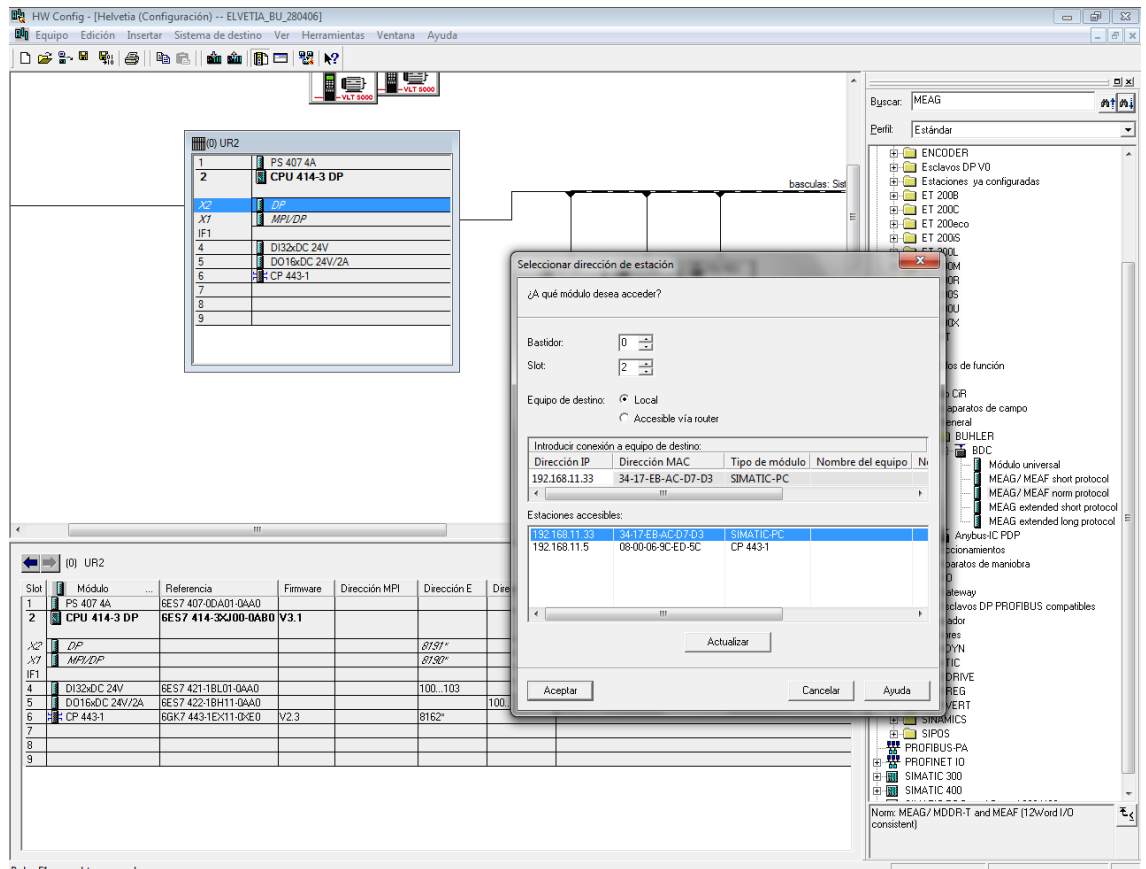 HW Config - [Helvetia (Configuración) -- ELVETIA_BU_280406]
Equipo Edición Insertar Sistema de destino Ver Herramientas Ventana Ayuda
VLT 5000
VLT 5000
(0) UR2
1 PS 407 4A
2 CPU 414-3 DP
X2 DP
X1 MPI/DP
IF1
4 DI32xDC 24V
5 DO16xDC 24V/2A
6 CP 443-1
7
8
9
basculas: Sist
Buscar: MEAG
Perfil: Estándar
ENCODER
Esclavos DP V0
Estaciones ya configuradas
ET 200B
ET 200C
ET 200eco
ET 200iS
los de función
CiR
aparatos de campo
eneral
BUHLER
BDC
Módulo universal
MEAG/ MEAF short protocol
MEAG/ MEAF norm protocol
MEAG extended short protocol
MEAG extended long protocol
Anybus-IC PDP
ccionamientos
paratos de maniobra
ateway
sclavos DP PROFIBUS compatibles
ador
ores
DYN
TIC
DRIVE
REG
VERT
SINAMICS
SIPOS
PROFIBUS-PA
PROFINET IO
SIMATIC 300
SIMATIC 400
Norm: MEAG/ MDDR-T and MEAF (12Word I/O
consistent)
Seleccionar dirección de estación
¿A qué módulo desea acceder?
Bastidor: 0
Slot: 2
Equipo de destino: Local
Accesible vía router
Introducir conexión a equipo de destino:
Dirección IP Dirección MAC Tipo de módulo Nombre del equipo
192.168.11.33 34-17-EB-AC-D7-D3 SIMATIC-PC
Estaciones accesibles:
192.168.11.33 34-17-EB-AC-D7-D3 SIMATIC-PC
192.168.11.5 08-00-06-9C-ED-5C CP 443-1
Actualizar
Aceptar Cancelar Ayuda
(0) UR2
Slot Módulo ... Referencia Firmware Dirección MPI Dirección E Dire
1 PS 407 4A 6ES7 407-0DA01-0AA0
2 CPU 414-3 DP 6ES7 414-3XJ00-0AB0 V3.1
X2 DP 8191*
X1 MPI/DP 8190*
IF1
4 DI32xDC 24V 6ES7 421-1BL01-0AA0 100...103
5 DO16xDC 24V/2A 6ES7 422-1BH11-0AA0 100...
6 CP 443-1 6GK7 443-1EX11-0XE0 V2.3 8162*
7
8
9